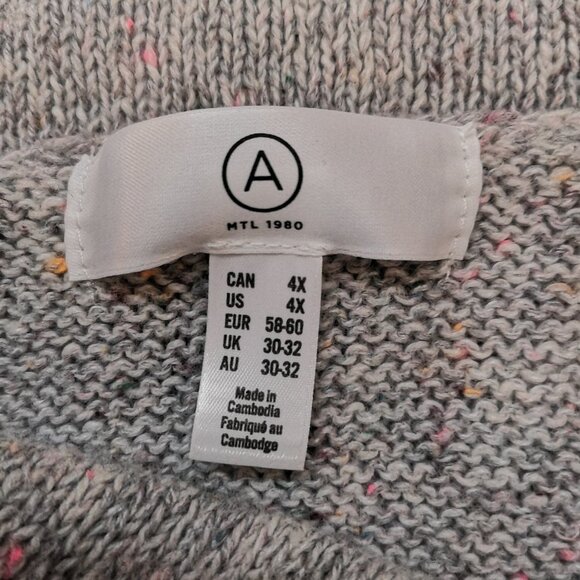 A
MTL 1980
CAN 4X
US 4X
EUR 58-60
UK 30-32
AU 30-32
Made in
Cambodia
Fabriqué au
Cambodge